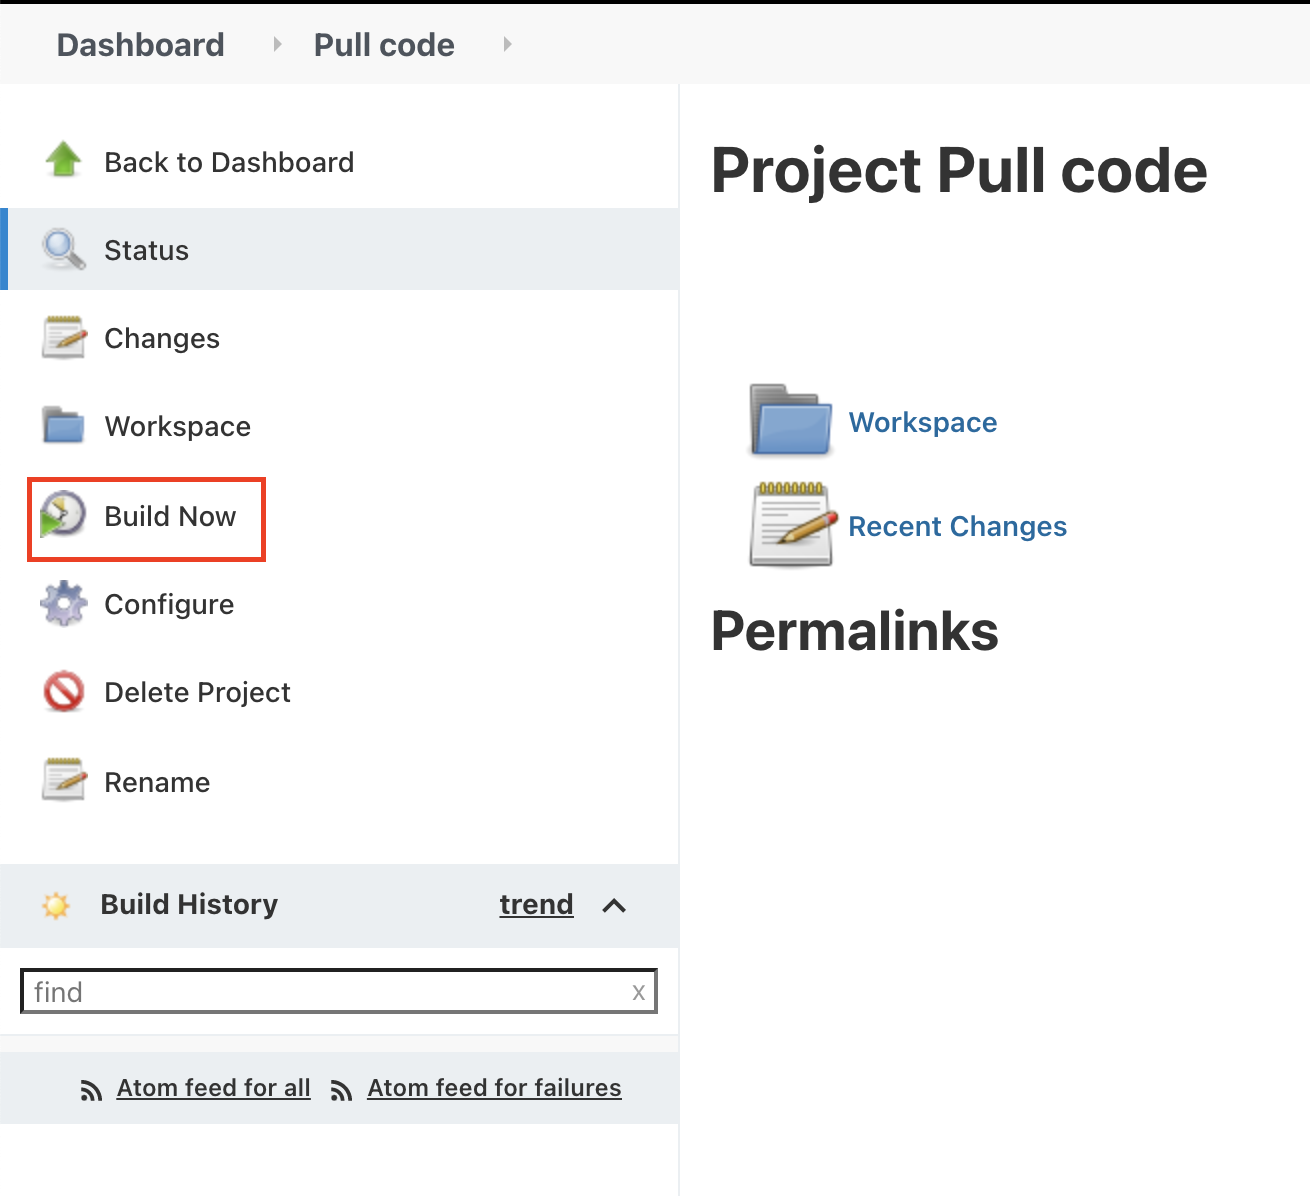 Dashboard Pull code
Back to Dashboard
Status
Changes
Workspace
Build Now
Configure
Delete Project
Rename
Build History trend
find x
Atom feed for all Atom feed for failures
Project Pull code
Workspace
Recent Changes
Permalinks